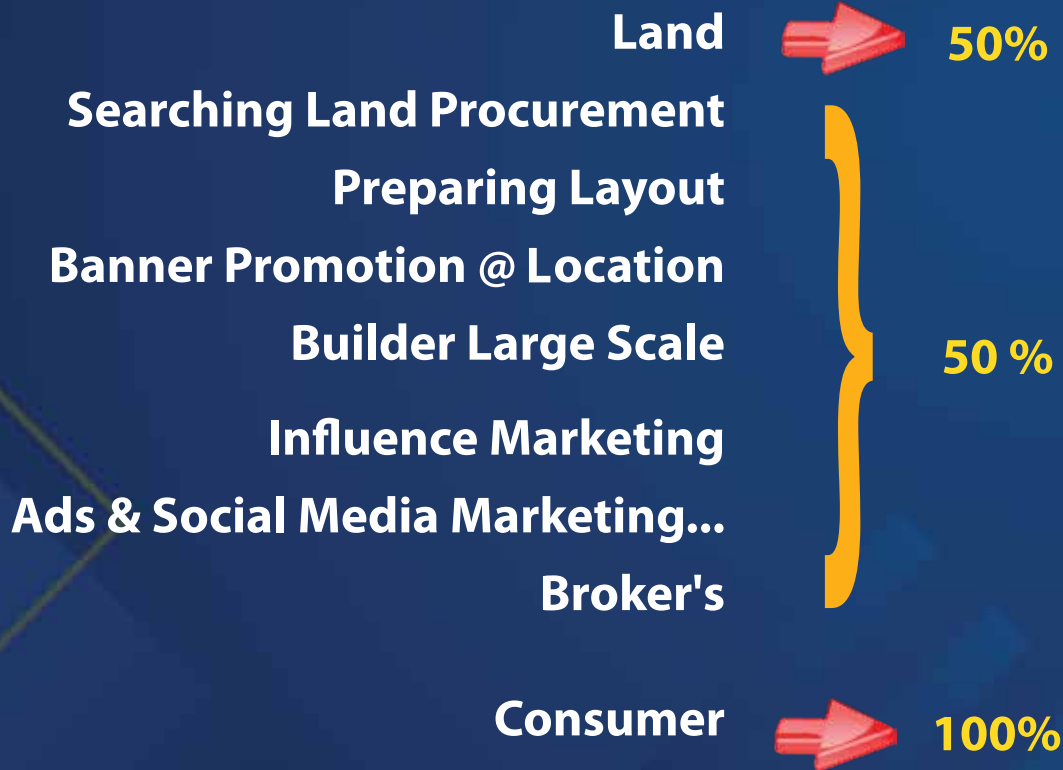 Land 50%
Searching Land Procurement
Preparing Layout
Banner Promotion @ Location
Builder Large Scale 50 %
Influence Marketing
Ads & Social Media Marketing...
Broker's
Consumer 100%